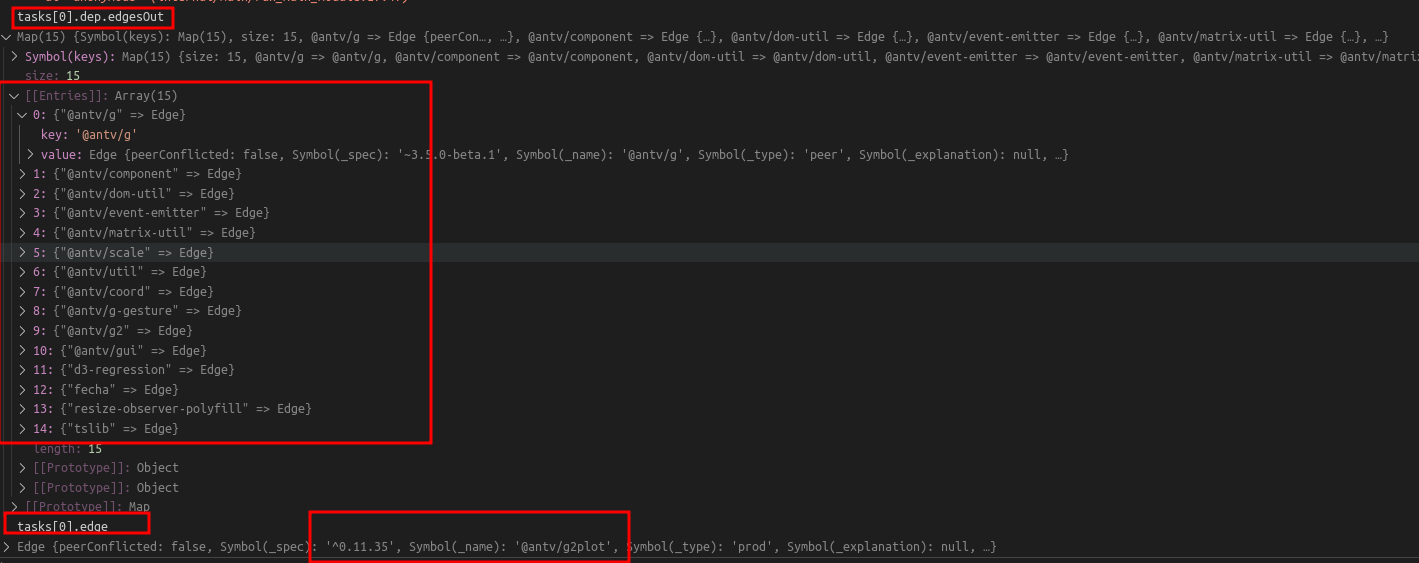 tasks[0].dep.edgesOut
Map(15) {Symbol(keys): Map(15), size: 15, @antv/g => Edge {peerCon…, …}, @antv/component => Edge {…}, @antv/dom-util => Edge {…}, @antv/event-emitter => Edge {…}, @antv/matrix-util => Edge {…}, …}
Symbol(keys): Map(15) {size: 15, @antv/g => @antv/g, @antv/component => @antv/component, @antv/dom-util => @antv/dom-util, @antv/event-emitter => @antv/event-emitter, @antv/matrix-util => @antv/matrix
size: 15
[[Entries]]: Array(15)
0: {"@antv/g" => Edge}
key: '@antv/g'
value: Edge {peerConflicted: false, Symbol(_spec): '~3.5.0-beta.1', Symbol(_name): '@antv/g', Symbol(_type): 'peer', Symbol(_explanation): null, …}
1: {"@antv/component" => Edge}
2: {"@antv/dom-util" => Edge}
3: {"@antv/event-emitter" => Edge}
4: {"@antv/matrix-util" => Edge}
5: {"@antv/scale" => Edge}
6: {"@antv/util" => Edge}
7: {"@antv/coord" => Edge}
8: {"@antv/g-gesture" => Edge}
9: {"@antv/g2" => Edge}
10: {"@antv/gui" => Edge}
11: {"d3-regression" => Edge}
12: {"fecha" => Edge}
13: {"resize-observer-polyfill" => Edge}
14: {"tslib" => Edge}
length: 15
[[Prototype]]: Object
[[Prototype]]: Object
[[Prototype]]: Map
tasks[0].edge
Edge {peerConflicted: false, Symbol(_spec): '^0.11.35', Symbol(_name): '@antv/g2plot', Symbol(_type): 'prod', Symbol(_explanation): null, …}